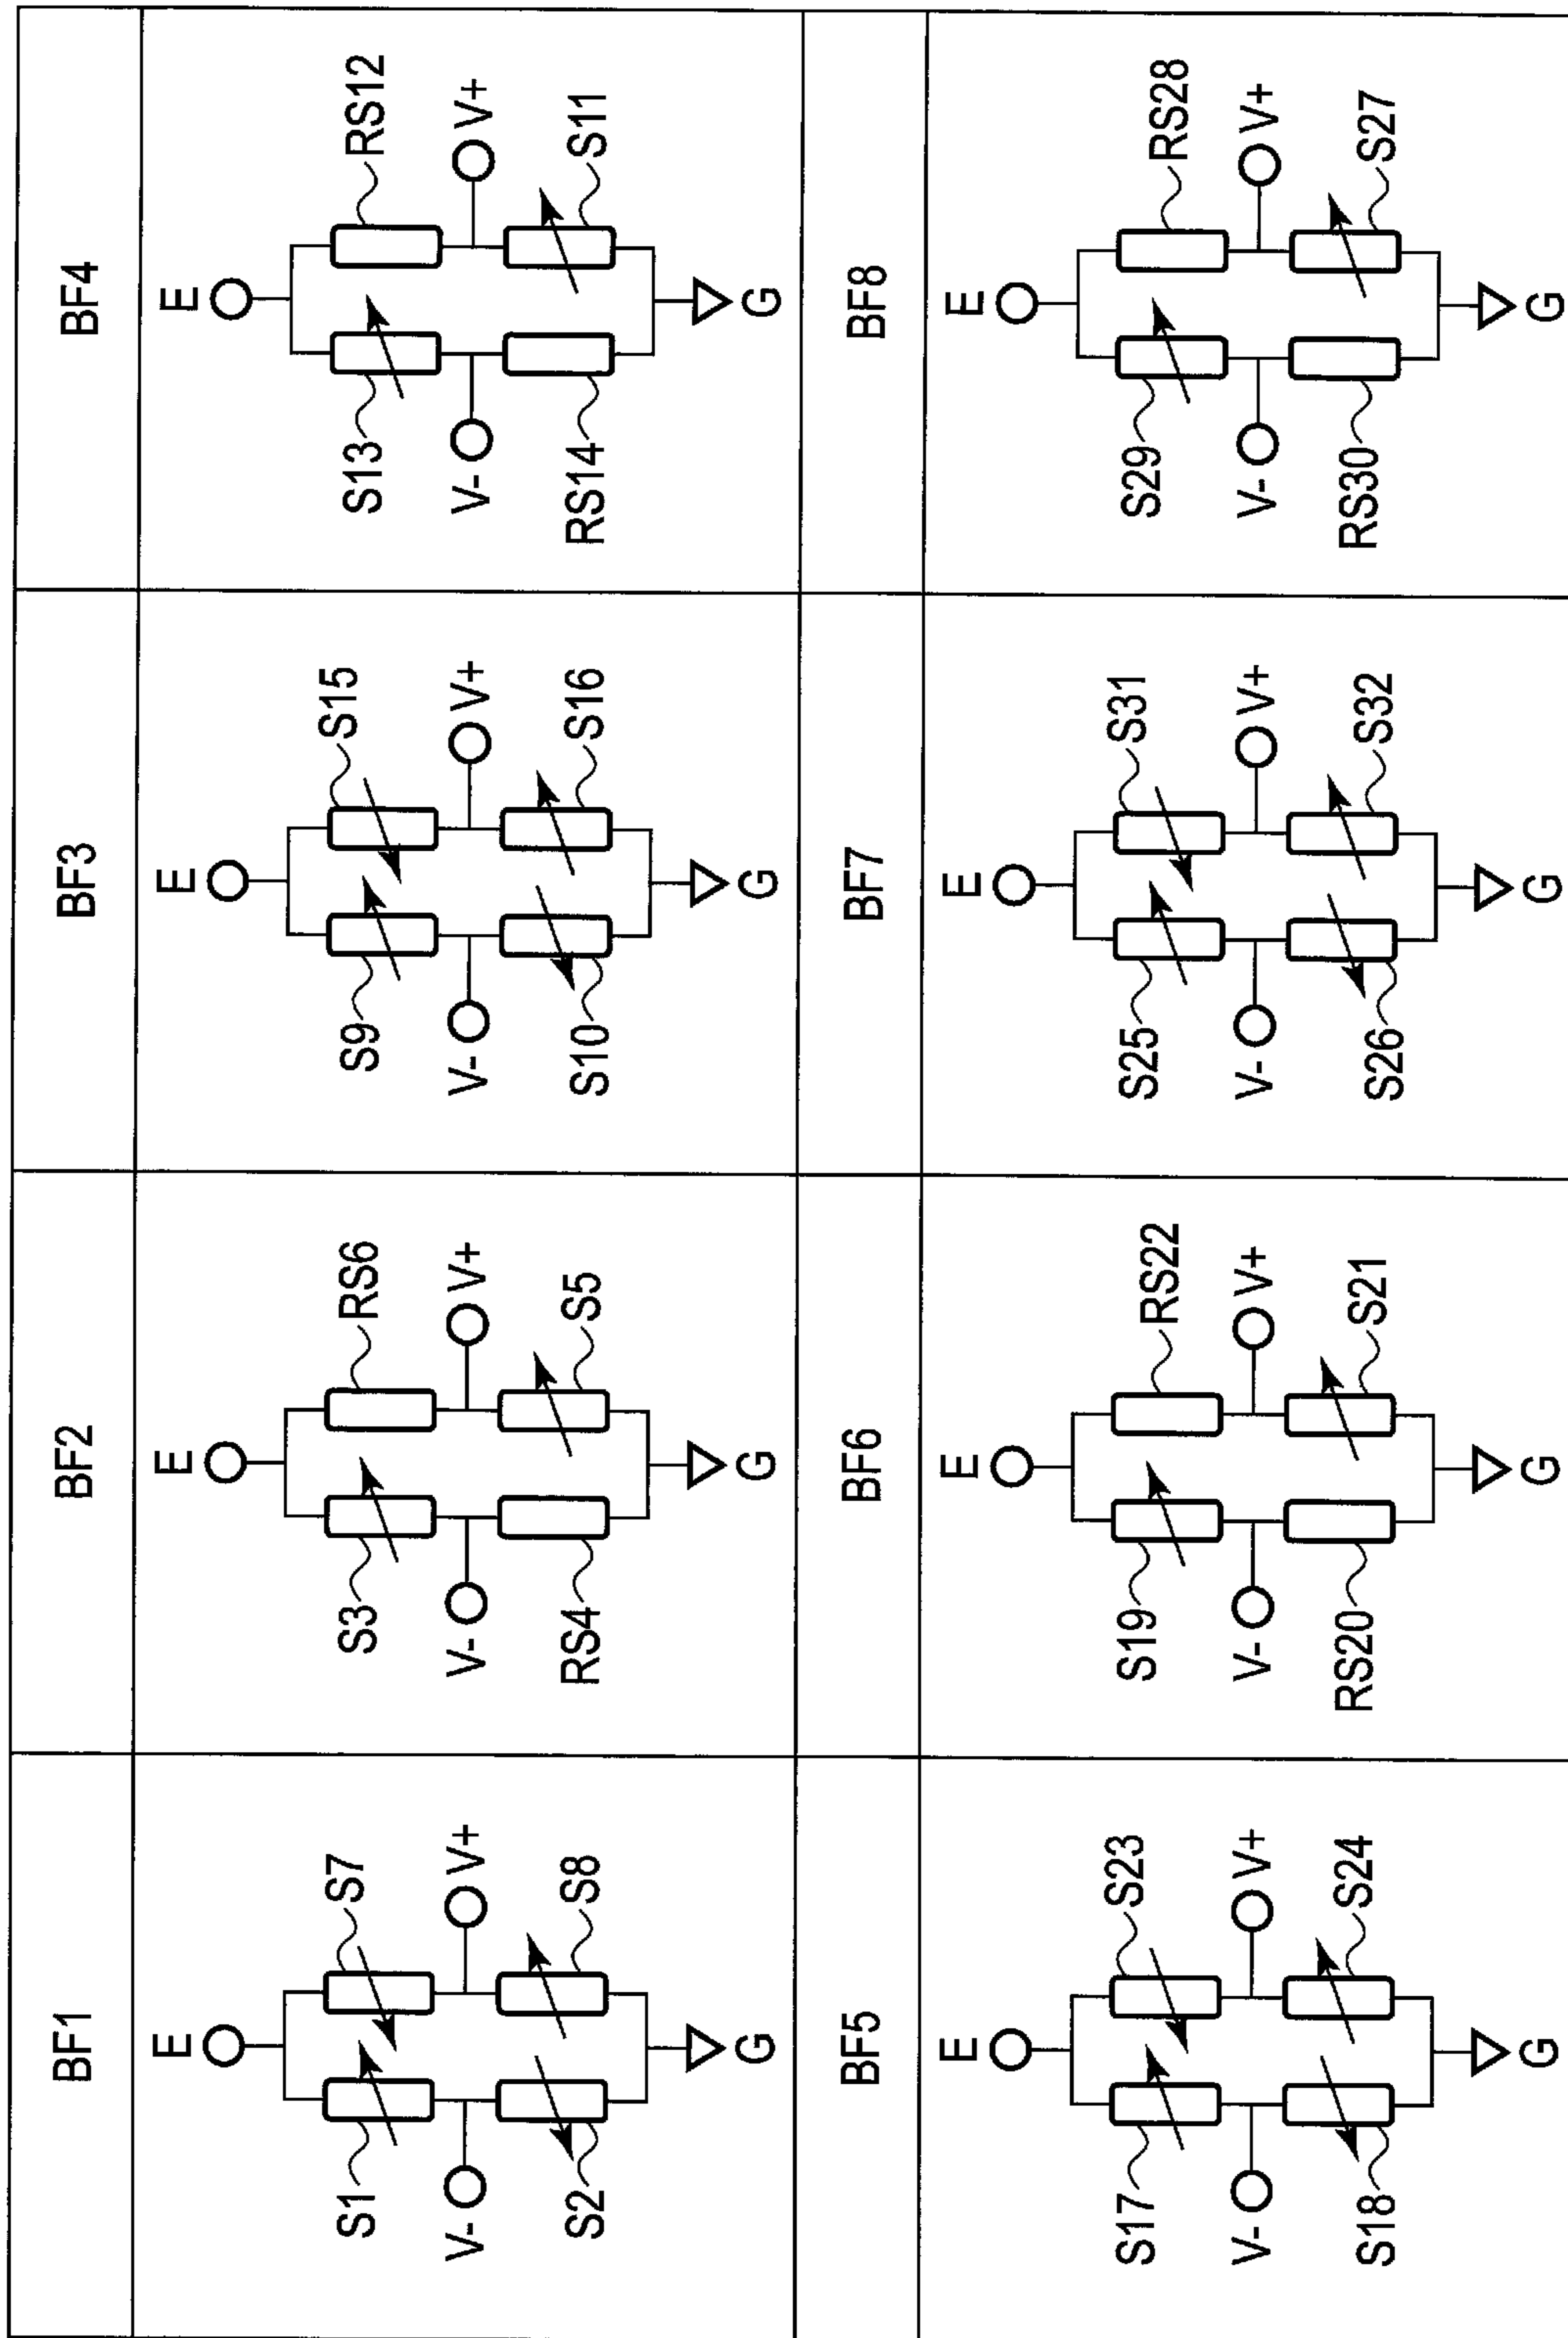 BF1
BF2
BF3
BF4
E
S1
S7
V-
V+
S2
S8
G
E
S3
RS6
V-
V+
RS4
S5
G
E
S9
S15
V-
V+
S10
S16
G
E
S13
RS12
V-
V+
RS14
S11
G
BF5
BF6
BF7
BF8
E
S17
S23
V-
V+
S18
S24
G
E
S19
RS22
V-
V+
RS20
S21
G
E
S25
S31
V-
V+
S26
S32
G
E
S29
RS28
V-
V+
RS30
S27
G